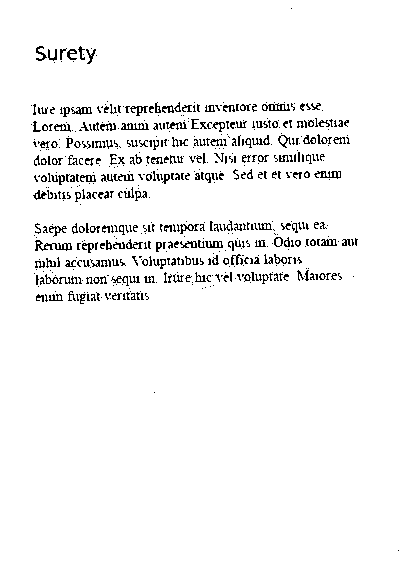 Surety
Iure ipsam velit reprehenderit inventore omnis esse.
Lorem. Autem animi autem Excepteur iusto et molestiae
vero. Possimus, suscipit hic autem aliquid. Qui dolorem
dolor facere. Ex ab tenetur vel. Nisi error similique
voluptatem autem voluptate atque. Sed et et vero enim
debitis placeat culpa.
Saepe doloremque sit tempora laudantium, sequi ea.
Rerum reprehenderit praesentium quis in. Odio totam aut
nihil accusamus. Voluptatibus id officia laboris
laborum non sequi in. Irure hic vel voluptate. Maiores
enim fugiat veritatis